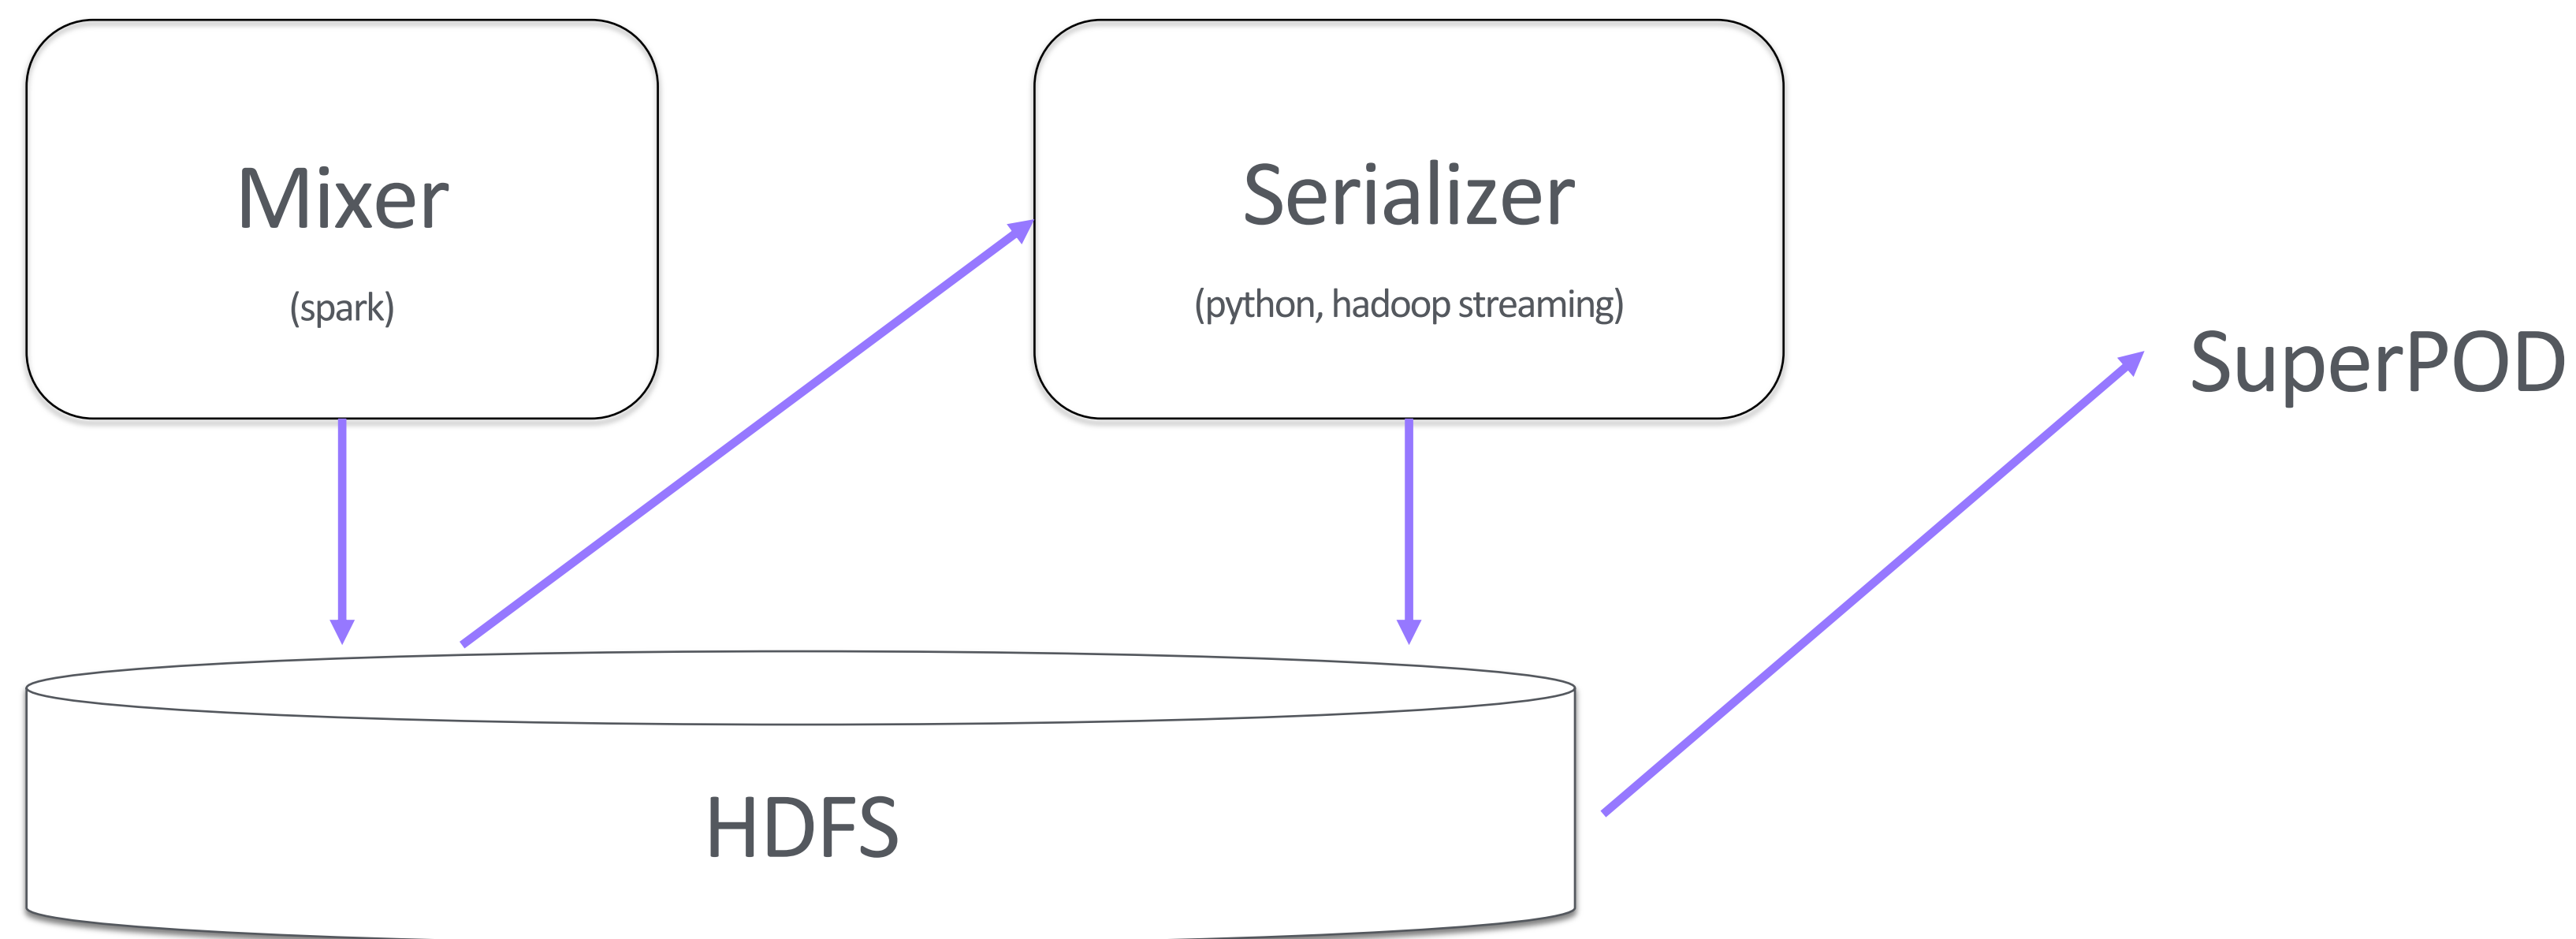 Mixer
(spark)
Serializer
(python, hadoop streaming)
SuperPOD
HDFS